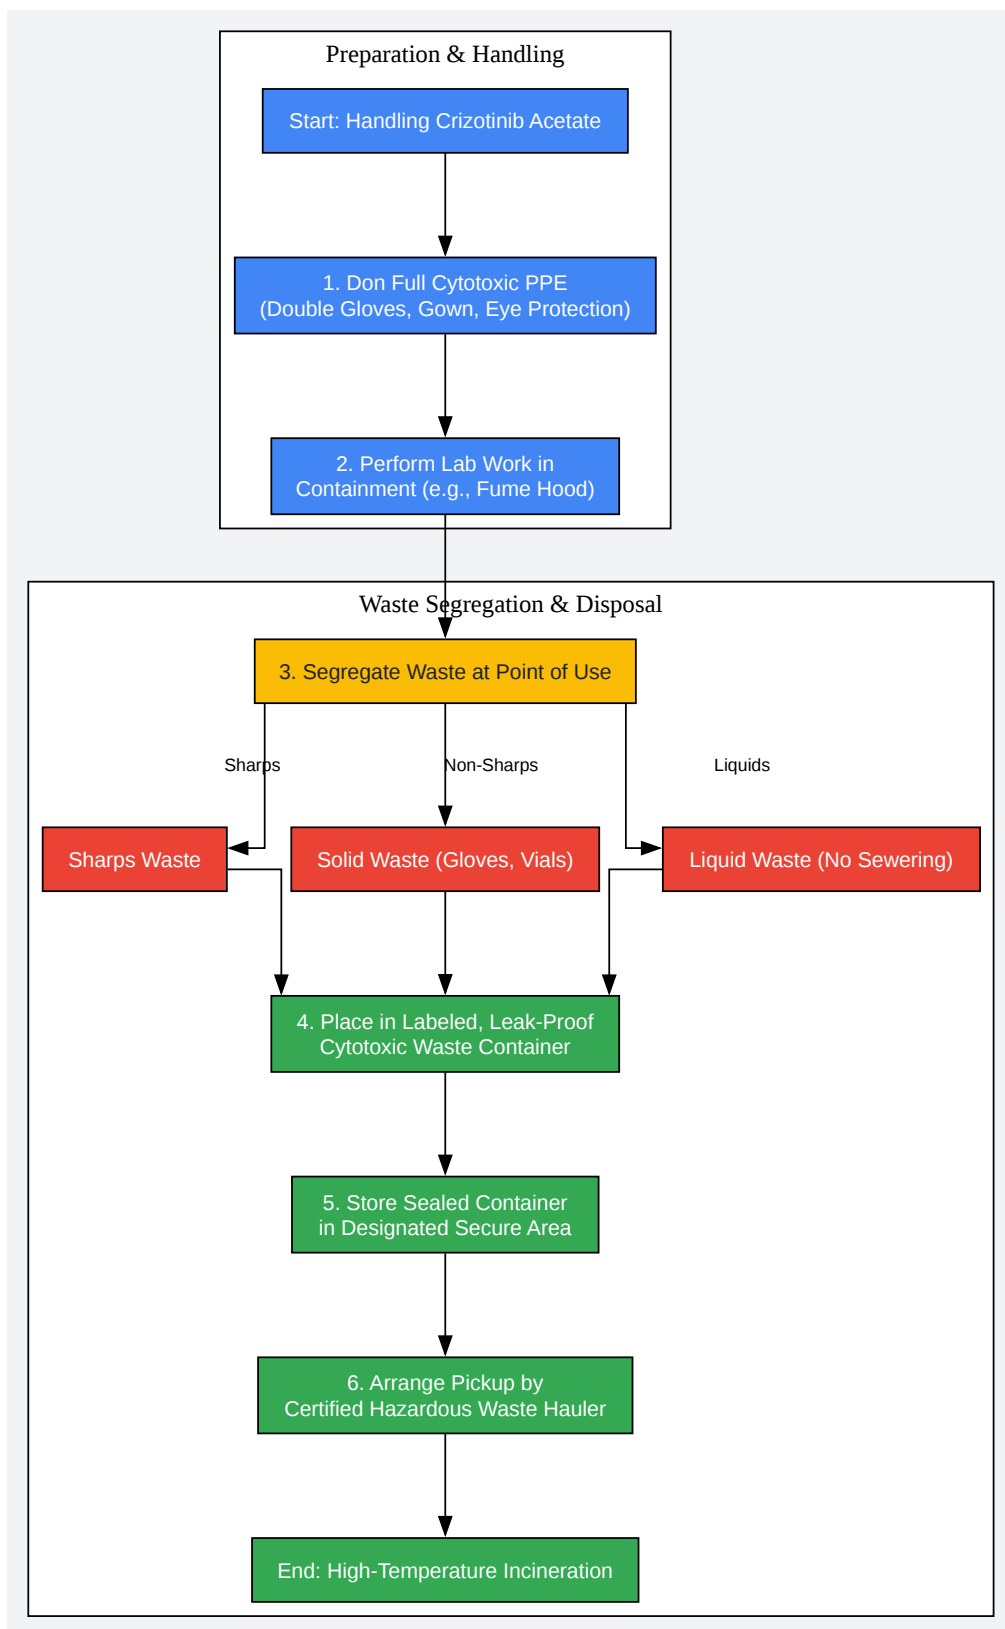 Preparation & Handling
Start: Handling Crizotinib Acetate
1. Don Full Cytotoxic PPE
(Double Gloves, Gown, Eye Protection)
2. Perform Lab Work in
Containment (e.g., Fume Hood)
Waste Segregation & Disposal
3. Segregate Waste at Point of Use
Sharps
Non-Sharps
Liquids
Sharps Waste
Solid Waste (Gloves, Vials)
Liquid Waste (No Sewering)
4. Place in Labeled, Leak-Proof
Cytotoxic Waste Container
5. Store Sealed Container
in Designated Secure Area
6. Arrange Pickup by
Certified Hazardous Waste Hauler
End: High-Temperature Incineration